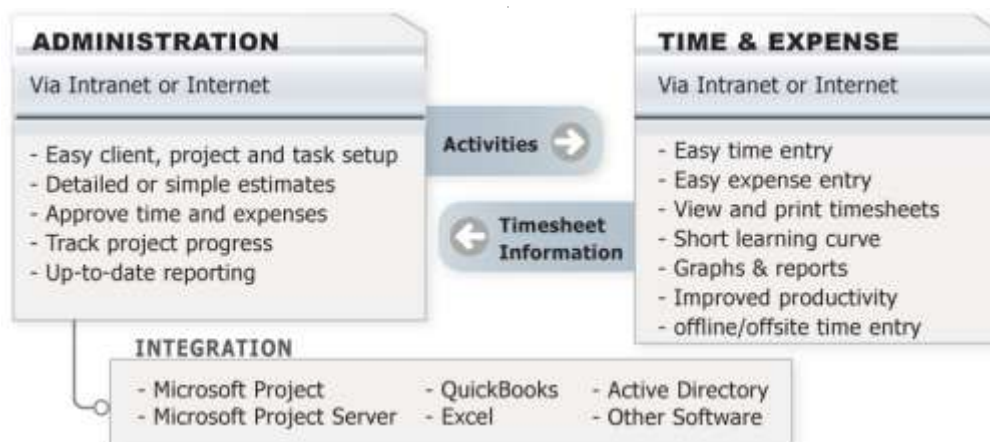 ADMINISTRATION
Via Intranet or Internet
- Easy client, project and task setup
- Detailed or simple estimates
- Approve time and expenses
- Track project progress
- Up-to-date reporting
Activities
Timesheet
Information
TIME & EXPENSE
Via Intranet or Internet
- Easy time entry
- Easy expense entry
- View and print timesheets
- Short learning curve
- Graphs & reports
- Improved productivity
- offline/offsite time entry
INTEGRATION
- Microsoft Project
- Microsoft Project Server
- QuickBooks
- Excel
- Active Directory
- Other Software